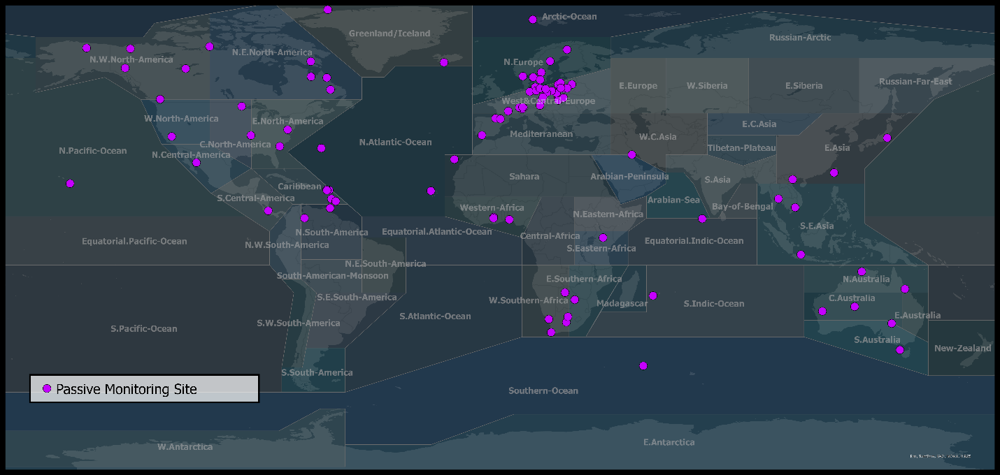 Arctic-Ocean
Greenland/Iceland
Russian-Arctic
N.E.North-America
N.W.North-America
N.Europe
Russian-Far-East
E.Europe
W.Siberia
E.Siberia
West&Central-Europe
W.North-America
E.North-America
E.C.Asia
Mediterranean
W.C.Asia
N.Atlantic-Ocean
C.North-America
Tibetan-Plateau
E.Asia
N.Pacific-Ocean
N.Central-America
Sahara
Arabian-Peninsula
S.Asia
Caribbean
S.Central-America
Arabian-Sea
Western-Africa
Bay-of-Bengal
N.Eastern-Africa
S.E.Asia
N.South-America
Equatorial.Atlantic-Ocean
Central-Africa
Equatorial.Pacific-Ocean
Equatorial.Indic-Ocean
N.W.South-America
S.Eastern-Africa
N.E.South-America
South-American-Monsoon
E.Southern-Africa
N.Australia
S.E.South-America
C.Australia
W.Southern-Africa
Madagascar
S.Indic-Ocean
S.Atlantic-Ocean
E.Australia
S.W.South-America
S.Pacific-Ocean
S.Australia
New-Zealand
S.South-America
Passive Monitoring Site
Southern-Ocean
E.Antarctica
W.Antarctica